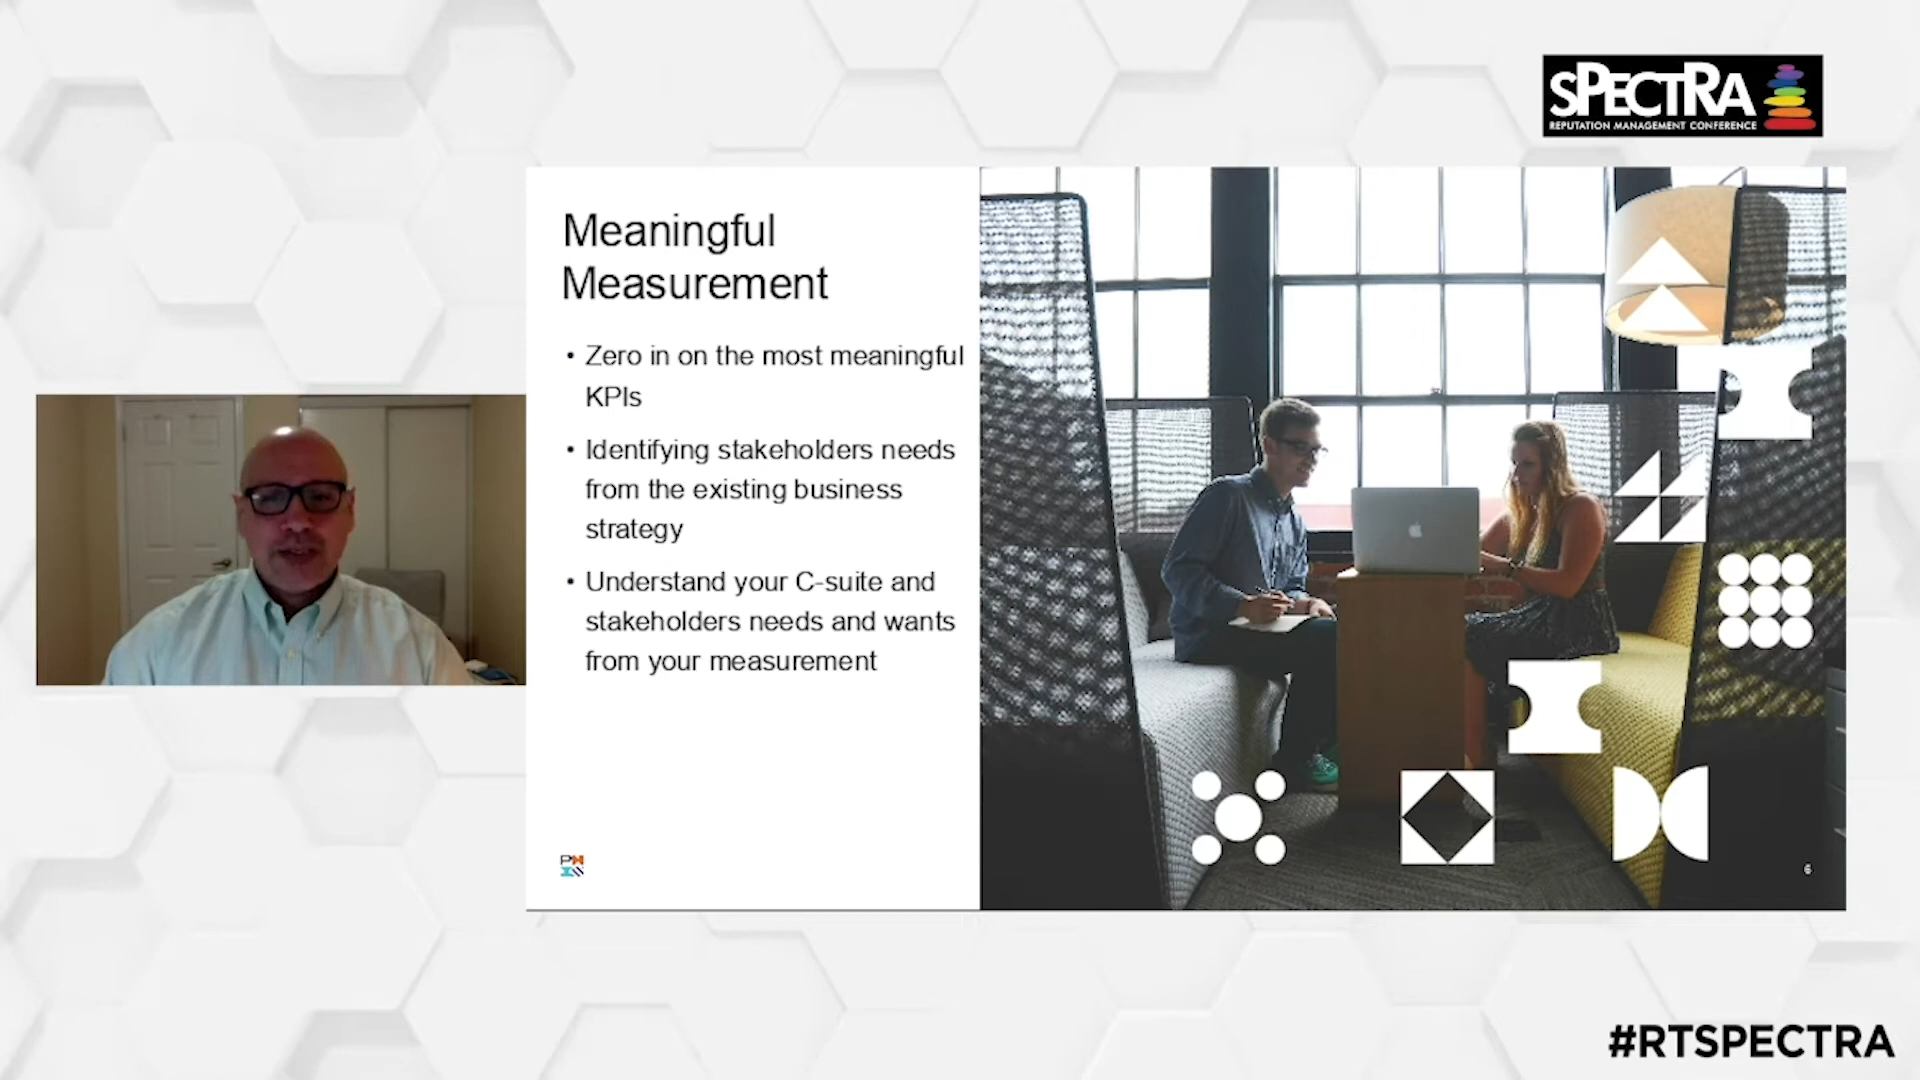 SPECTRA
REPUTATION MANAGEMENT CONFERENCE
Meaningful
Measurement
• Zero in on the most meaningful
KPIs
• Identifying stakeholders needs
from the existing business
strategy
• Understand your C-suite and
stakeholders needs and wants
from your measurement
6
#RTSPECTRA